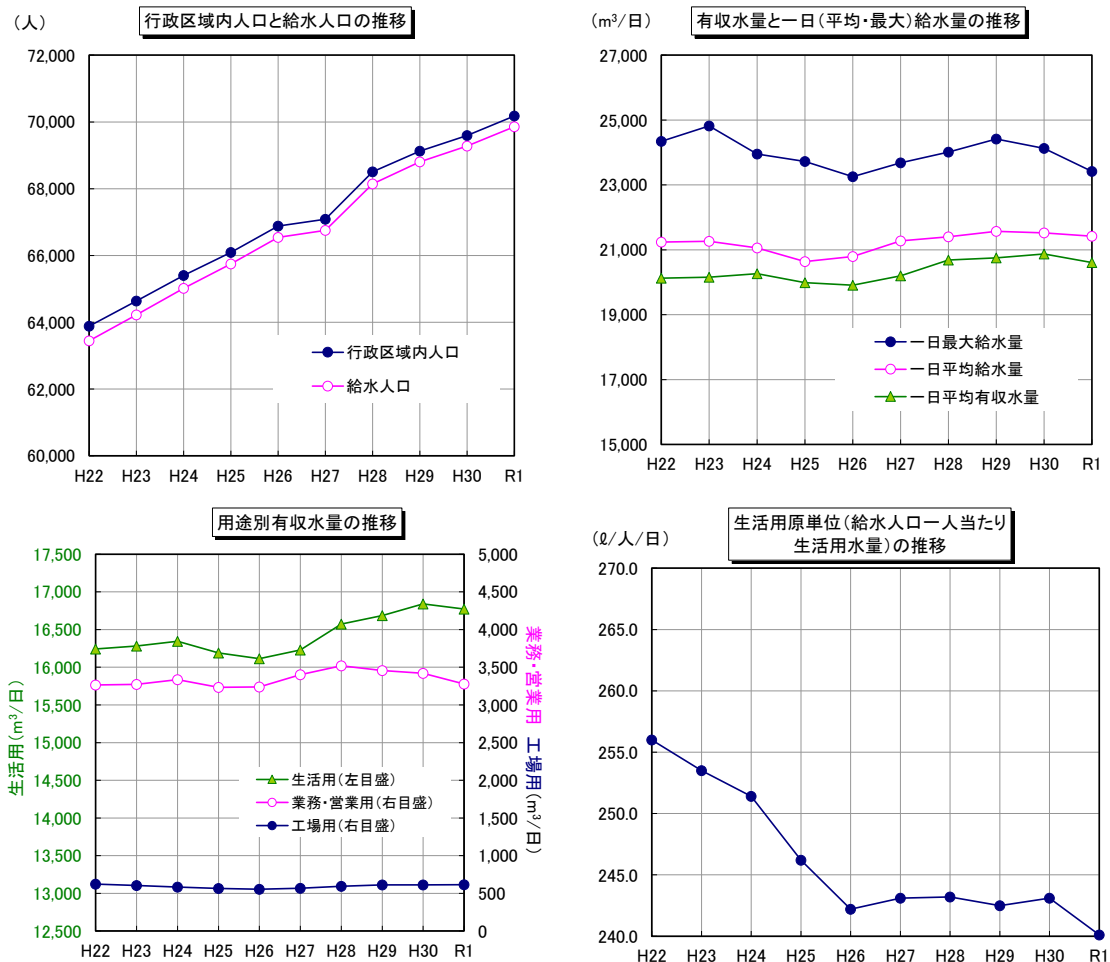 行政区域内人口と給水人口の推移
(人)
72,000
70,000
68,000
66,000
64,000
62,000
60,000
行政区域内人口
給水人口
H22 H23 H24 H25 H26 H27 H28 H29 H30 R1
有収水量と一日(平均・最大)給水量の推移
(m³/日)
27,000
25,000
23,000
21,000
19,000
17,000
15,000
一日最大給水量
一日平均給水量
一日平均有収水量
H22 H23 H24 H25 H26 H27 H28 H29 H30 R1
用途別有収水量の推移
生活用(m³/日)
17,500
17,000
16,500
16,000
15,500
15,000
14,500
14,000
13,500
13,000
12,500
5,000
4,500
4,000
3,500
3,000
2,500
2,000
1,500
1,000
500
0
業務・営業用 工場用(m³/日)
生活用(左目盛)
業務・営業用(右目盛)
工場用(右目盛)
H22 H23 H24 H25 H26 H27 H28 H29 H30 R1
生活用原単位(給水人口一人当たり
生活用水量)の推移
(ℓ/人/日)
270.0
265.0
260.0
255.0
250.0
245.0
240.0
H22 H23 H24 H25 H26 H27 H28 H29 H30 R1